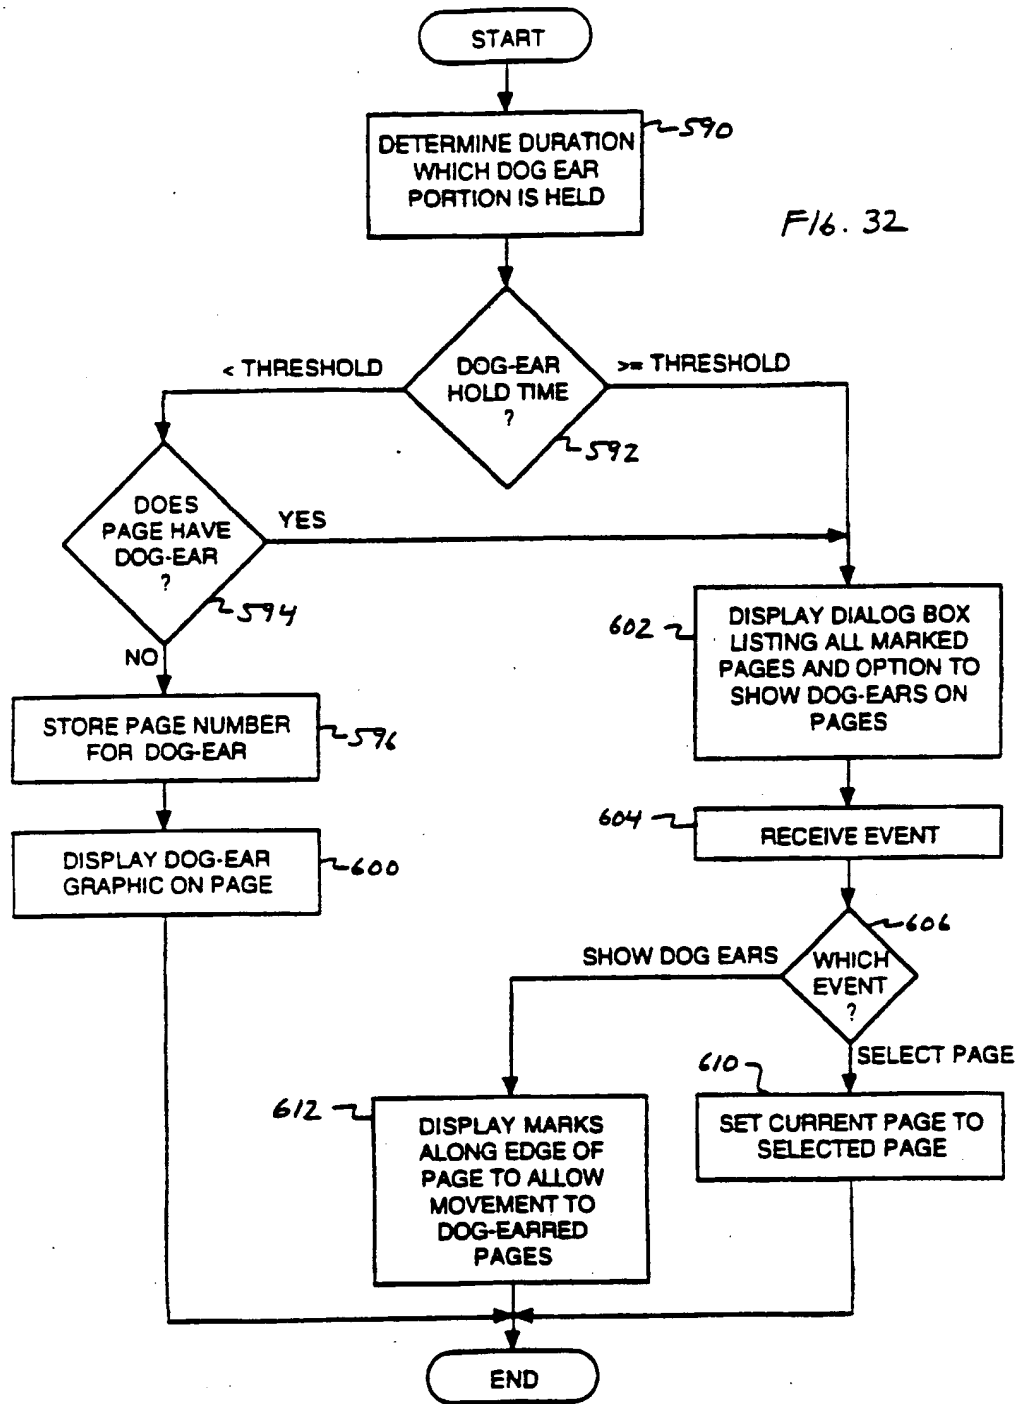 START
DETERMINE DURATION
WHICH DOG EAR
PORTION IS HELD
590
FIG. 32
DOG-EAR
HOLD TIME
?
592
< THRESHOLD
>= THRESHOLD
DOES
PAGE HAVE
DOG-EAR
?
594
YES
NO
STORE PAGE NUMBER
FOR DOG-EAR
596
DISPLAY DOG-EAR
GRAPHIC ON PAGE
600
602
DISPLAY DIALOG BOX
LISTING ALL MARKED
PAGES AND OPTION TO
SHOW DOG-EARS ON
PAGES
604
RECEIVE EVENT
606
WHICH
EVENT
?
SHOW DOG EARS
SELECT PAGE
610
SET CURRENT PAGE TO
SELECTED PAGE
612
DISPLAY MARKS
ALONG EDGE OF
PAGE TO ALLOW
MOVEMENT TO
DOG-EARRED
PAGES
END